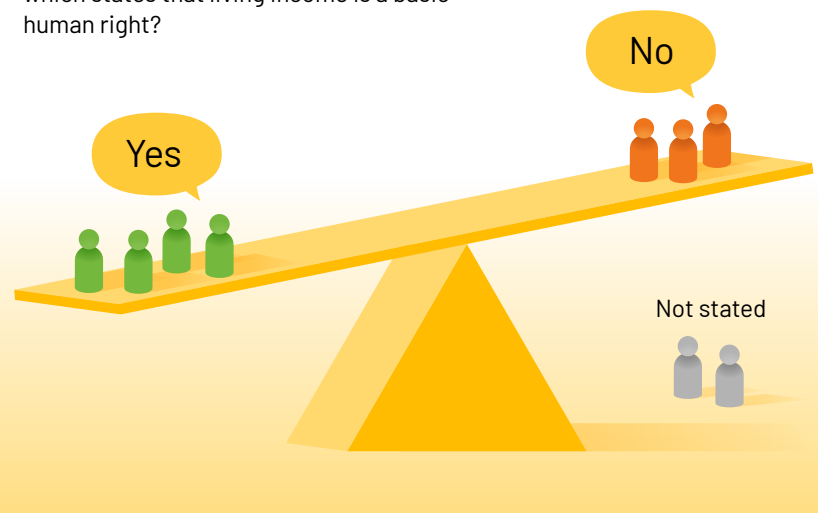 which states that living income is a basic
human right?
No
Yes
Not stated